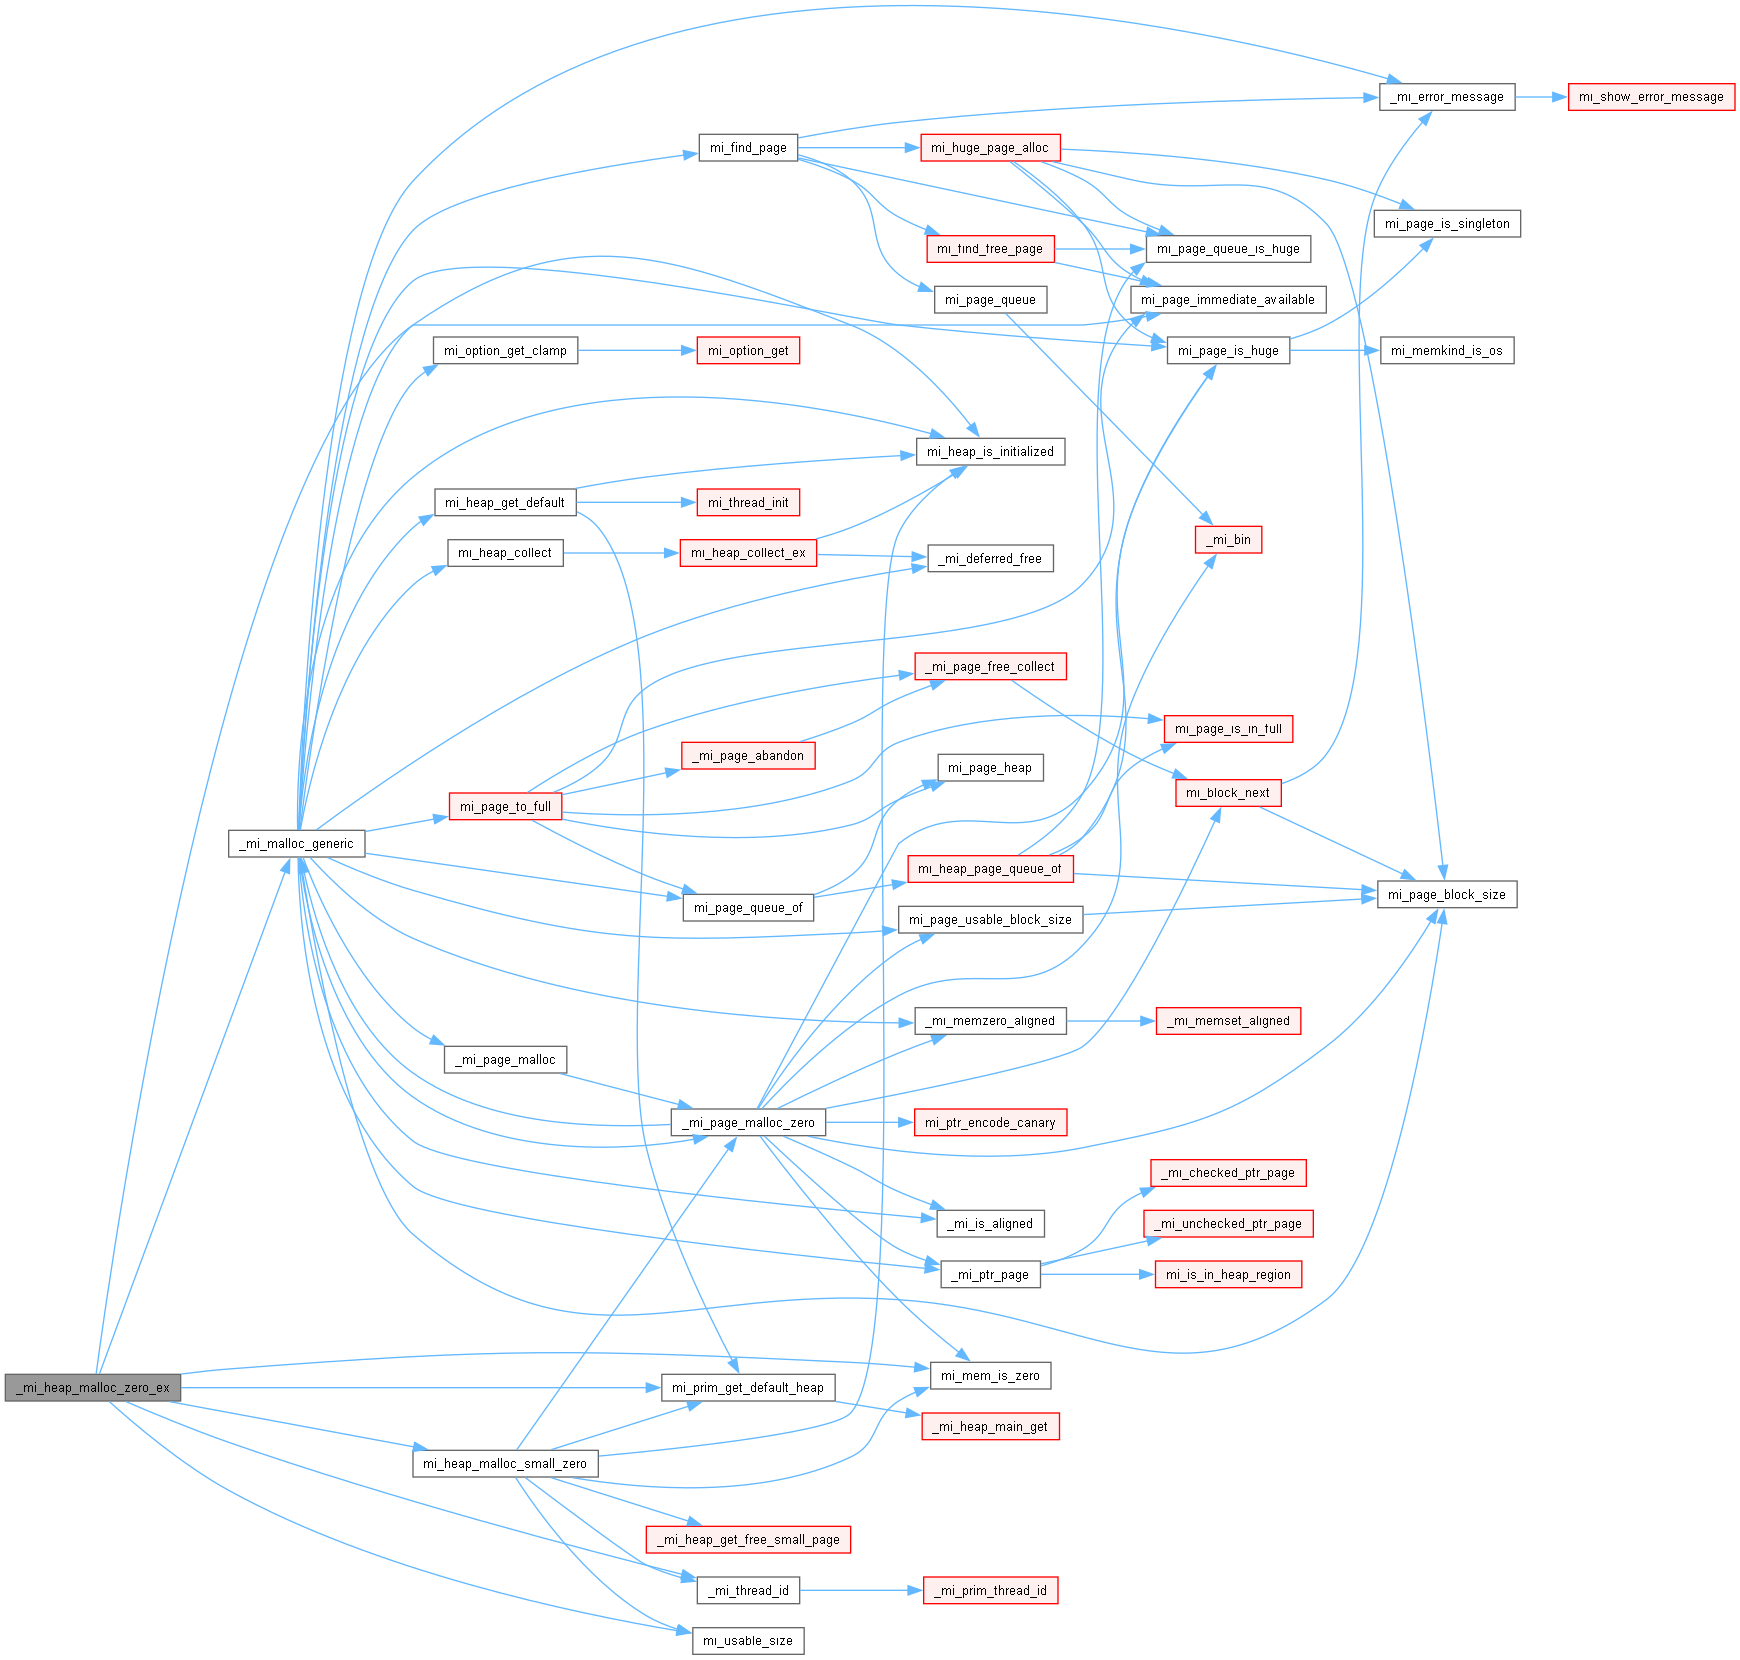 _mi_error_message
mi_show_error_message
mi_find_page
mi_huge_page_alloc
mi_page_is_singleton
mi_find_free_page
mi_page_queue_is_huge
mi_page_queue
mi_page_immediate_available
mi_option_get_clamp
mi_option_get
mi_page_is_huge
mi_memkind_is_os
mi_heap_is_initialized
mi_heap_get_default
mi_thread_init
mi_heap_collect
mi_heap_collect_ex
_mi_deferred_free
_mi_bin
_mi_page_free_collect
mi_page_is_in_full
_mi_page_abandon
mi_page_heap
mi_page_to_full
mi_block_next
_mi_malloc_generic
mi_heap_page_queue_of
mi_page_block_size
mi_page_queue_of
mi_page_usable_block_size
_mi_memzero_aligned
_mi_memset_aligned
_mi_page_malloc
_mi_page_malloc_zero
mi_ptr_encode_canary
_mi_checked_ptr_page
_mi_is_aligned
_mi_unchecked_ptr_page
_mi_ptr_page
mi_is_in_heap_region
_mi_heap_malloc_zero_ex
mi_prim_get_default_heap
mi_mem_is_zero
_mi_heap_main_get
mi_heap_malloc_small_zero
_mi_heap_get_free_small_page
_mi_thread_id
_mi_prim_thread_id
mi_usable_size